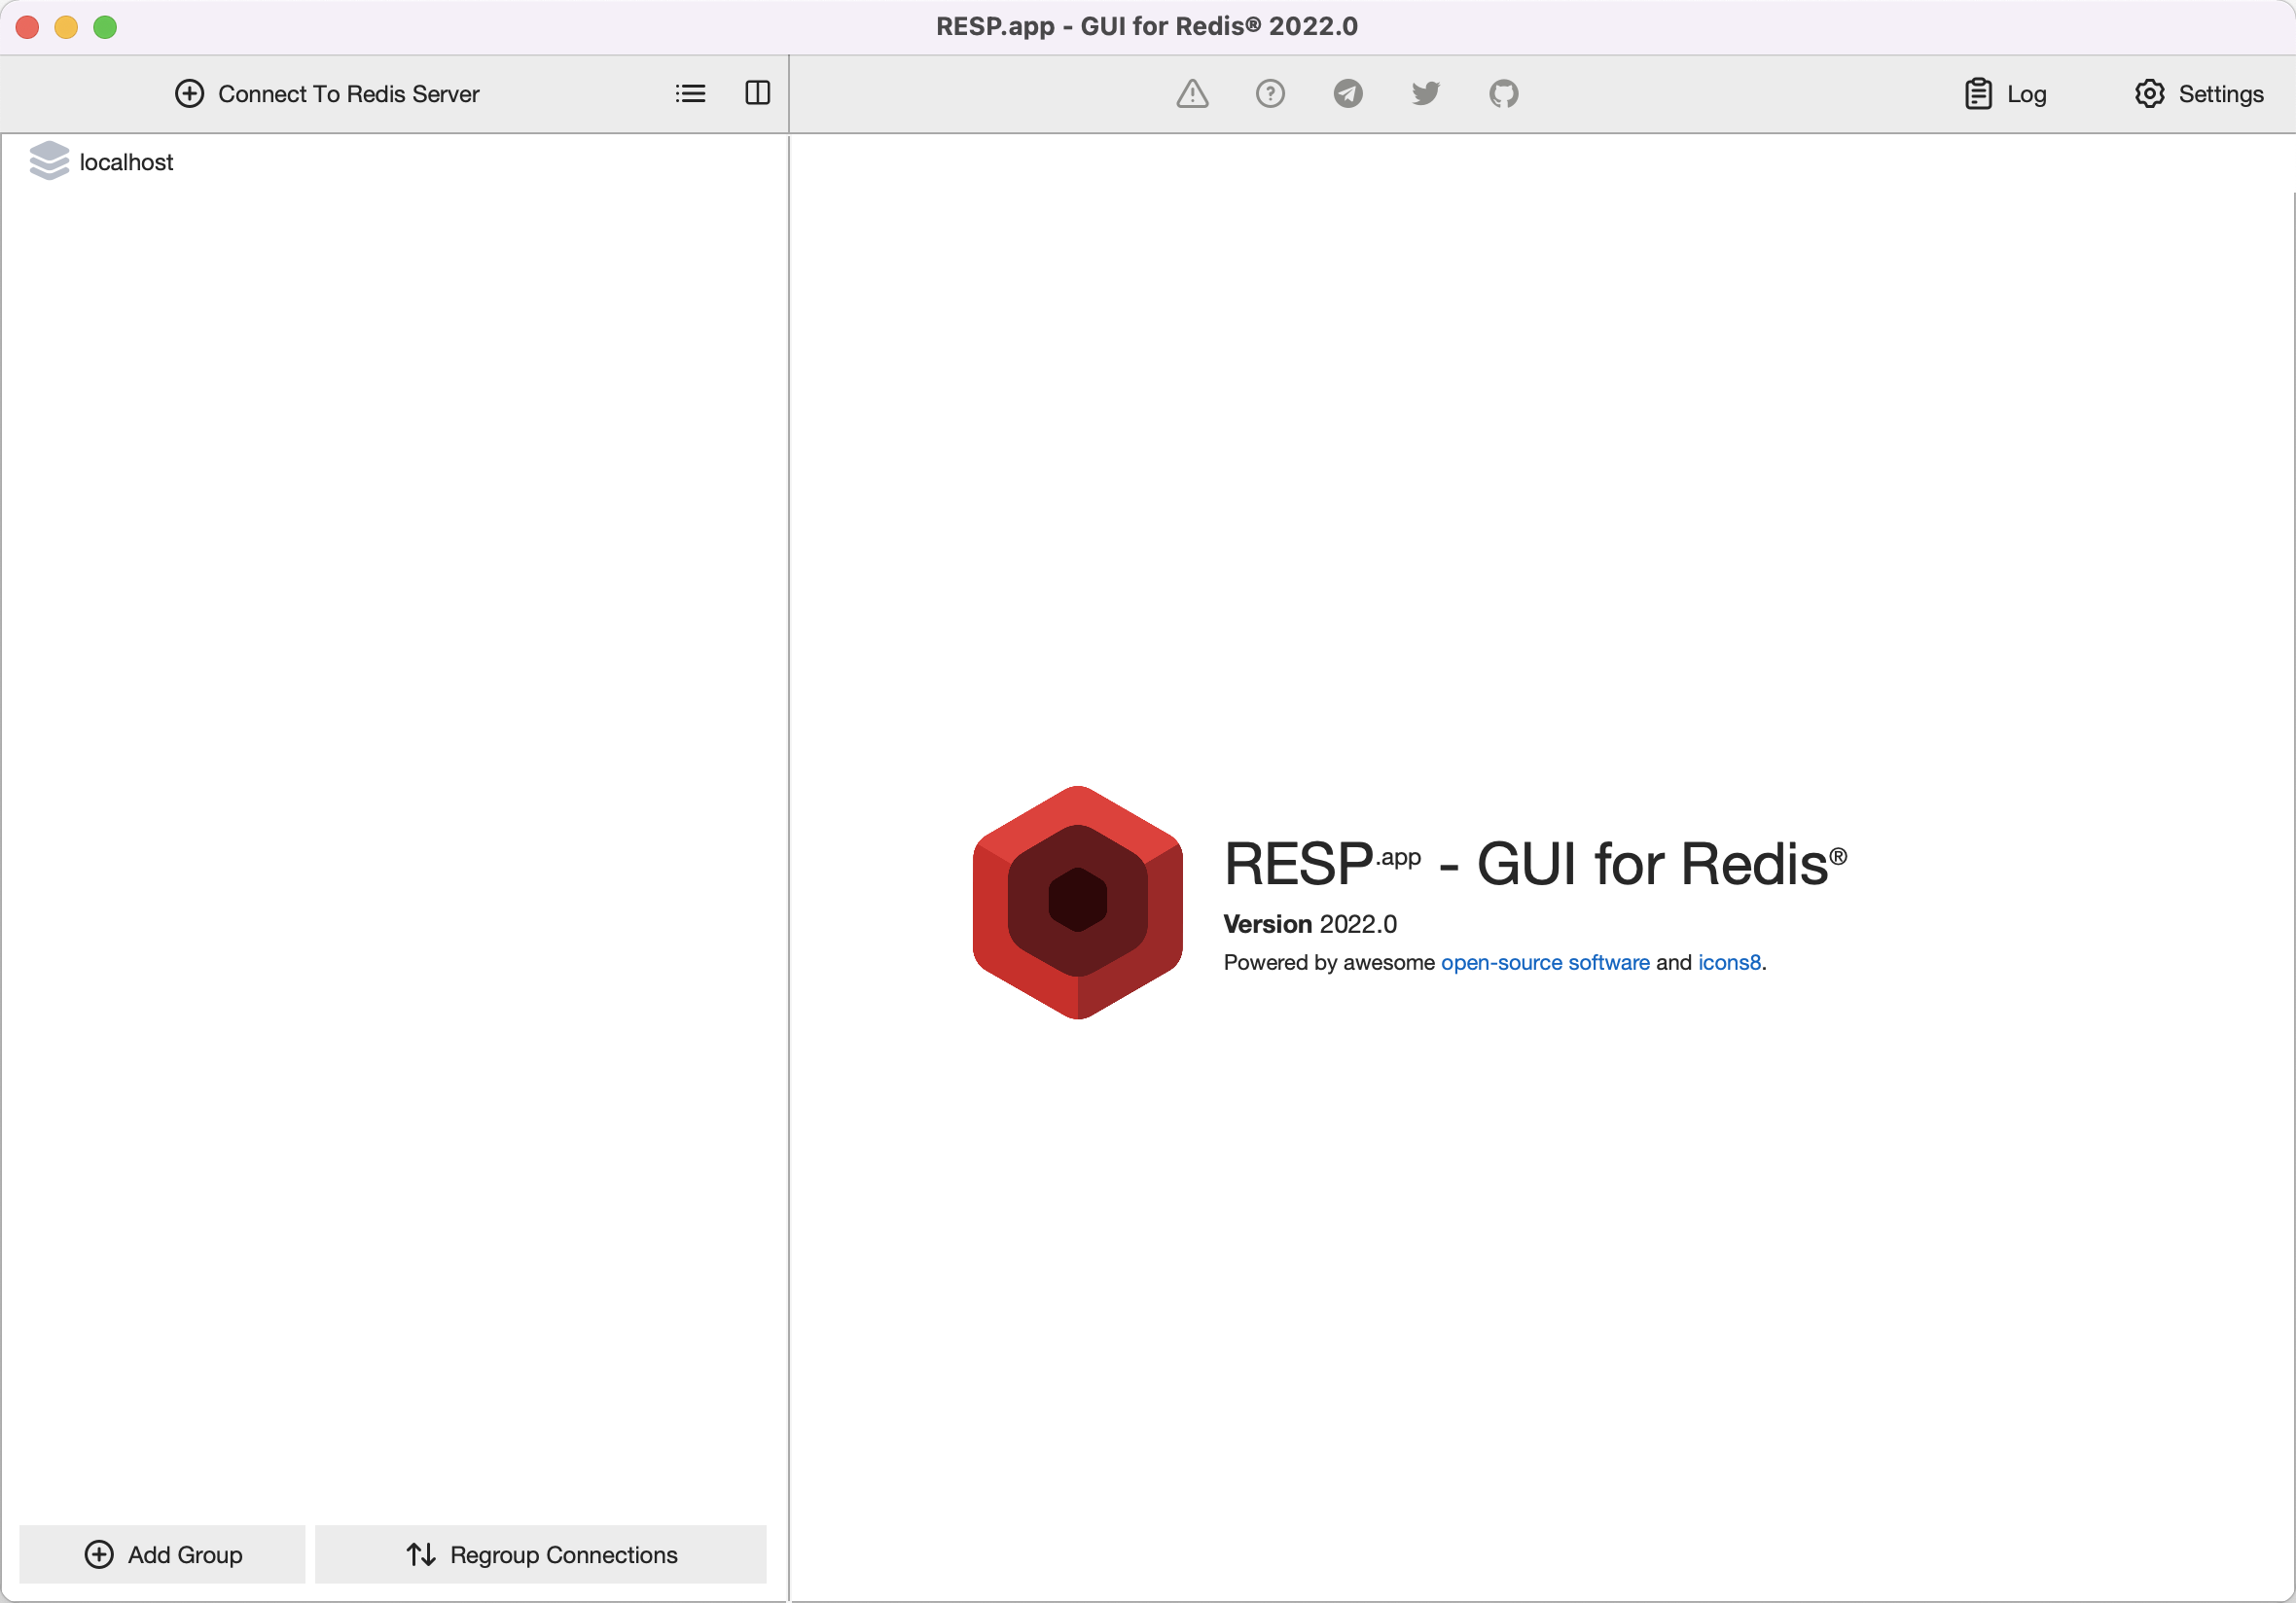 RESP.app - GUI for Redis® 2022.0
Connect To Redis Server
Log
Settings
localhost
RESP.app - GUI for Redis®
Version 2022.0
Powered by awesome open-source software and icons8.
Add Group
Regroup Connections